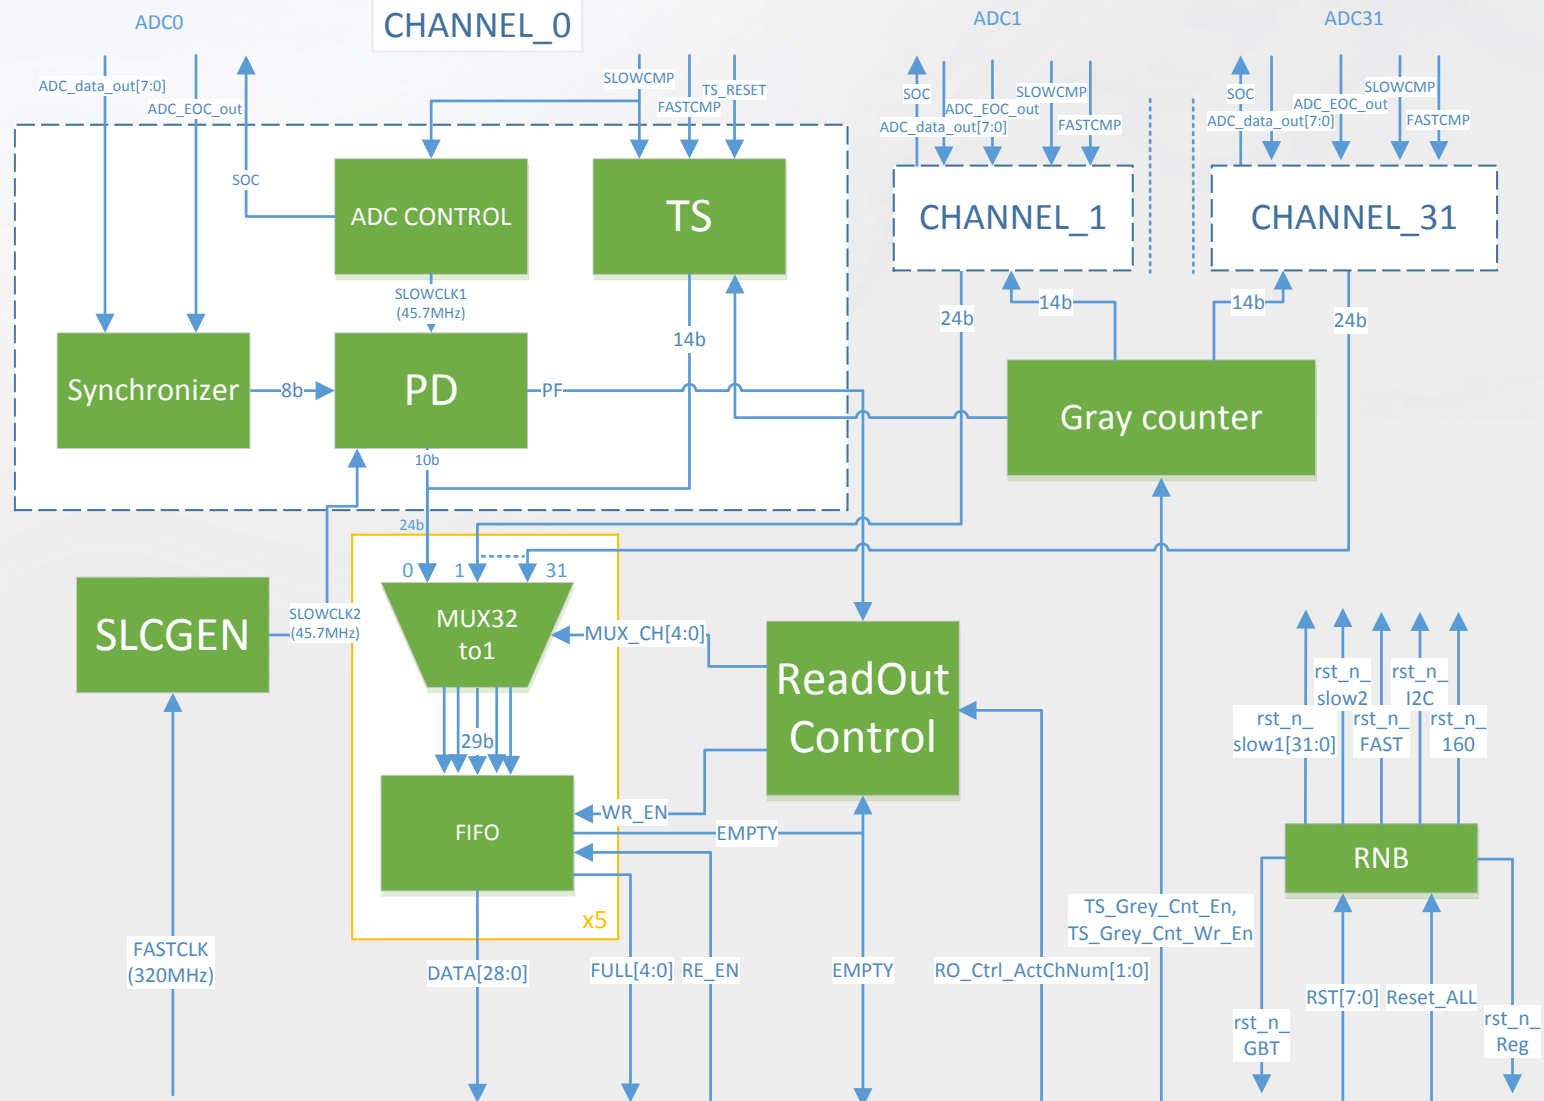 ADC0
CHANNEL_0
ADC1
ADC31
ADC_data_out[7:0]
ADC_EOC_out
SLOWCMP
FASTCMP
TS_RESET
SOC
ADC_EOC_out
ADC_data_out[7:0]
SLOWCMP
FASTCMP
SOC
ADC_EOC_out
ADC_data_out[7:0]
SLOWCMP
FASTCMP
SOC
ADC CONTROL
TS
CHANNEL_1
CHANNEL_31
SLOWCLK1
(45.7MHz)
14b
24b
14b
14b
24b
Synchronizer
8b
PD
PF
Gray counter
10b
24b
0
1
31
SLCGEN
SLOWCLK2
(45.7MHz)
MUX32
to1
MUX_CH[4:0]
ReadOut
Control
29b
FIFO
WR_EN
EMPTY
x5
rst_n_
slow1[31:0]
rst_n_
slow2
rst_n_
FAST
rst_n_
I2C
rst_n_
160
RNB
FASTCLK
(320MHz)
DATA[28:0]
FULL[4:0]
RE_EN
EMPTY
RO_Ctrl_ActChNum[1:0]
TS_Grey_Cnt_En,
TS_Grey_Cnt_Wr_En
rst_n_
GBT
RST[7:0]
Reset_ALL
rst_n_
Reg